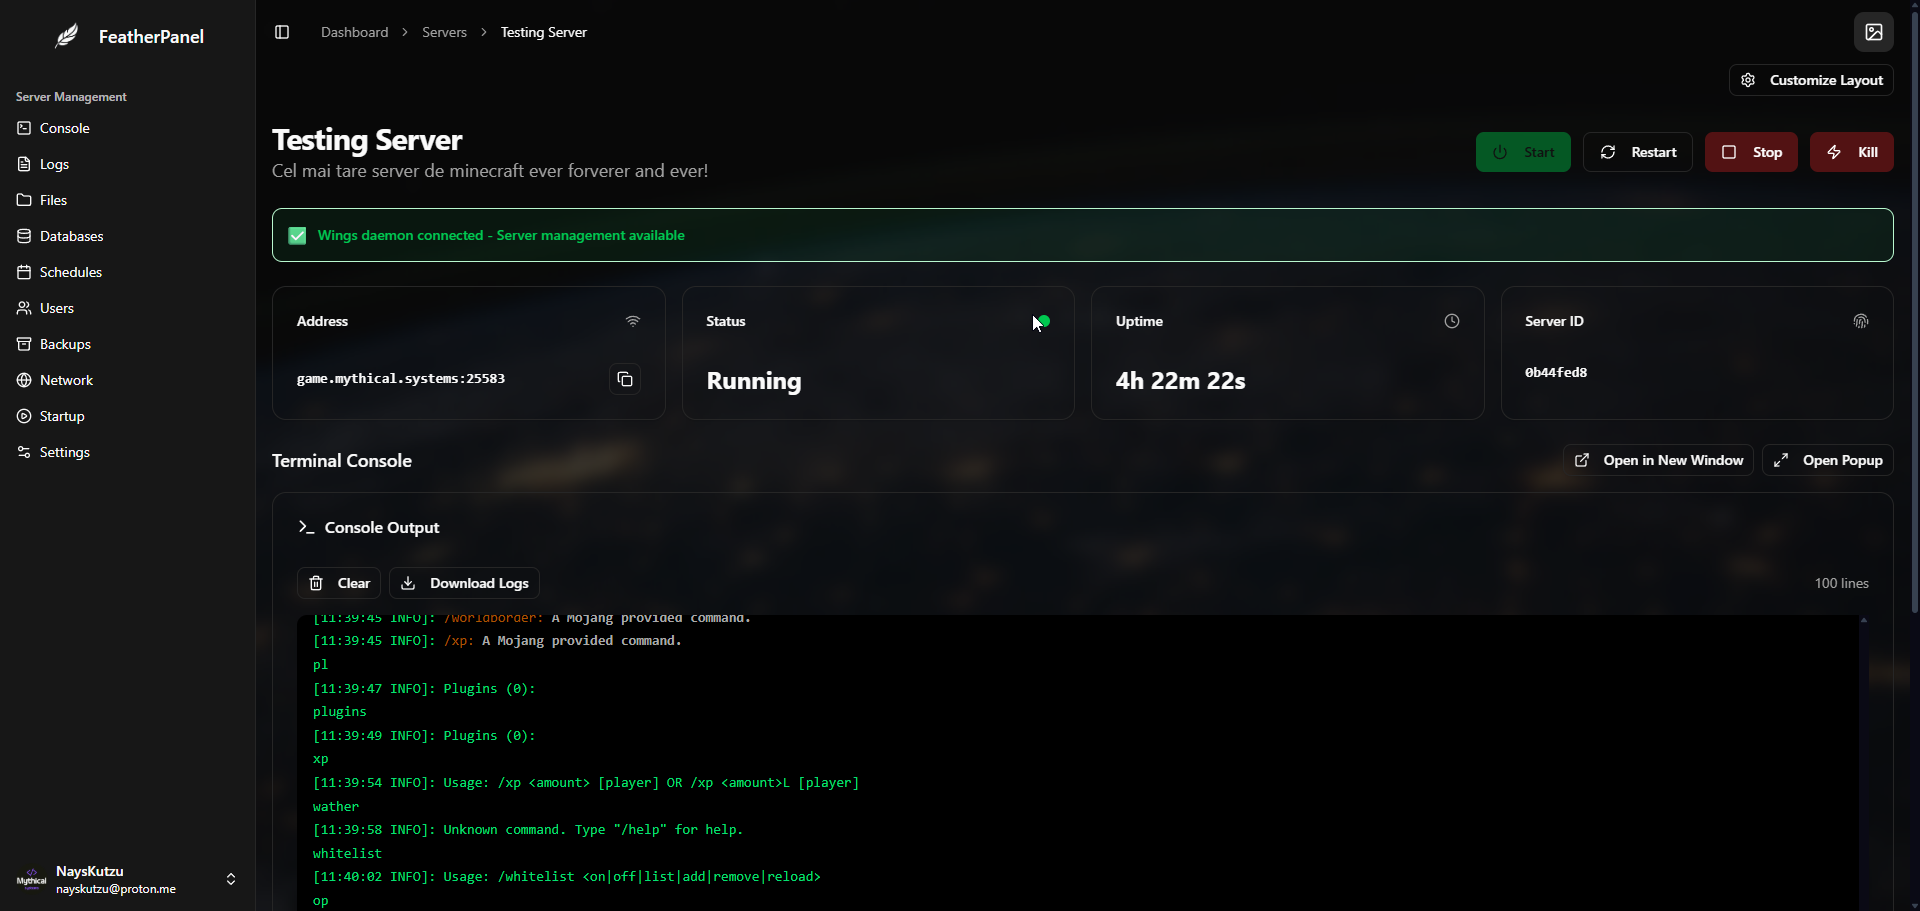 FeatherPanel
Dashboard > Servers > Testing Server
Customize Layout
Server Management
Console
Logs
Files
Databases
Schedules
Users
Backups
Network
Startup
Settings
Testing Server
Cel mai tare server de minecraft ever forverer and ever!
Start
Restart
Stop
Kill
Wings daemon connected - Server management available
Address
game.mythical.systems:25583
Status
Running
Uptime
4h 22m 22s
Server ID
0b44fed8
Terminal Console
Open in New Window
Open Popup
>_ Console Output
Clear
Download Logs
100 lines
[11:39:45 INFO]: /worldborder: A Mojang provided command.
[11:39:45 INFO]: /xp: A Mojang provided command.
pl
[11:39:47 INFO]: Plugins (0):
plugins
[11:39:49 INFO]: Plugins (0):
xp
[11:39:54 INFO]: Usage: /xp <amount> [player] OR /xp <amount>L [player]
wather
[11:39:58 INFO]: Unknown command. Type "/help" for help.
whitelist
[11:40:02 INFO]: Usage: /whitelist <on|off|list|add|remove|reload>
op
Mythical
NaysKutzu
nayskutzu@proton.me